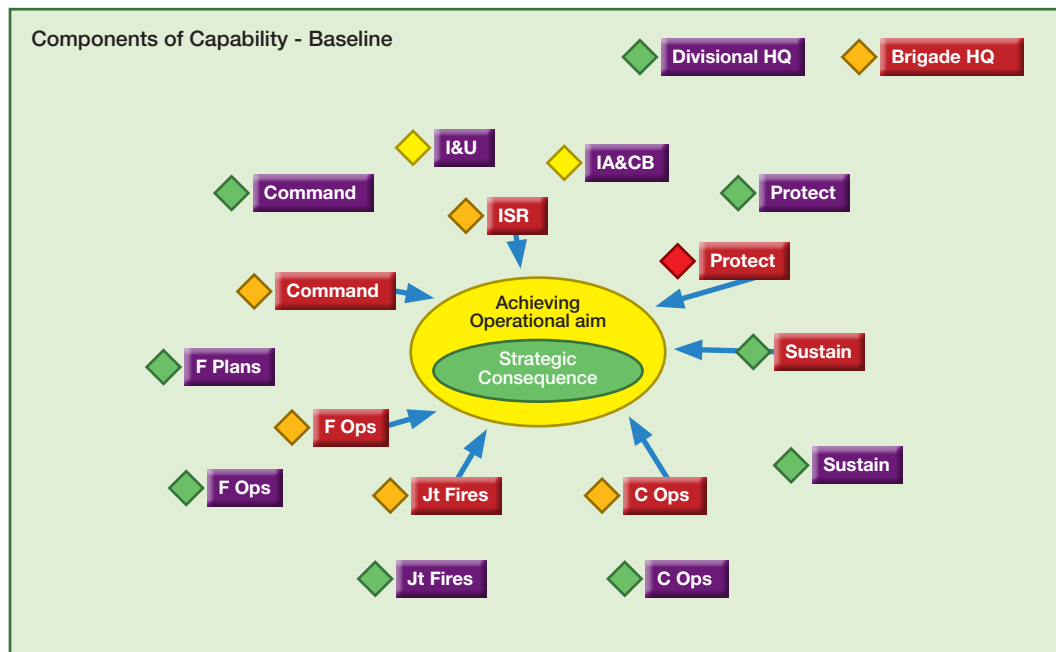 Components of Capability - Baseline
Divisional HQ
Brigade HQ
I&U
IA&CB
Command
Protect
ISR
Protect
Command
Achieving
Operational aim
Strategic
Consequence
Sustain
F Plans
F Ops
Sustain
F Ops
Jt Fires
C Ops
Jt Fires
C Ops